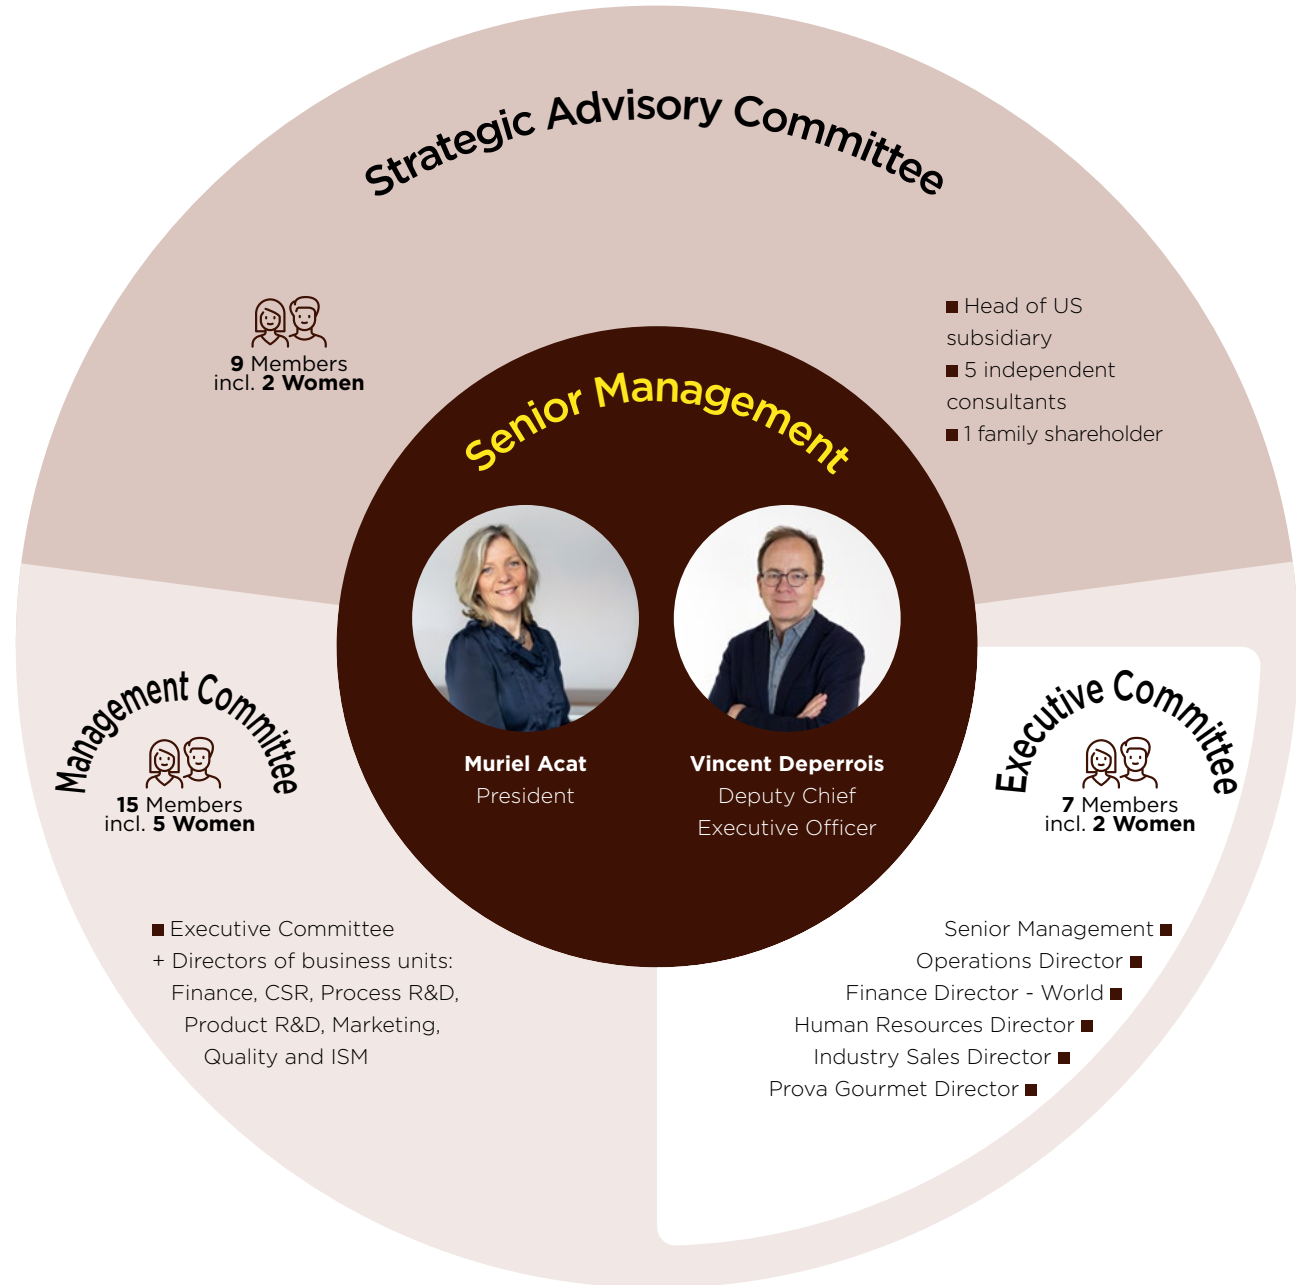 Strategic Advisory Committee
9 Members
incl. 2 Women
■ Head of US
subsidiary
■ 5 independent
consultants
■ 1 family shareholder
Senior Management
Muriel Acat
President
Vincent Deperrois
Deputy Chief
Executive Officer
Management Committee
15 Members
incl. 5 Women
■ Executive Committee
+ Directors of business units:
Finance, CSR, Process R&D,
Product R&D, Marketing,
Quality and ISM
Executive Committee
7 Members
incl. 2 Women
Senior Management ■
Operations Director ■
Finance Director - World ■
Human Resources Director ■
Industry Sales Director ■
Prova Gourmet Director ■